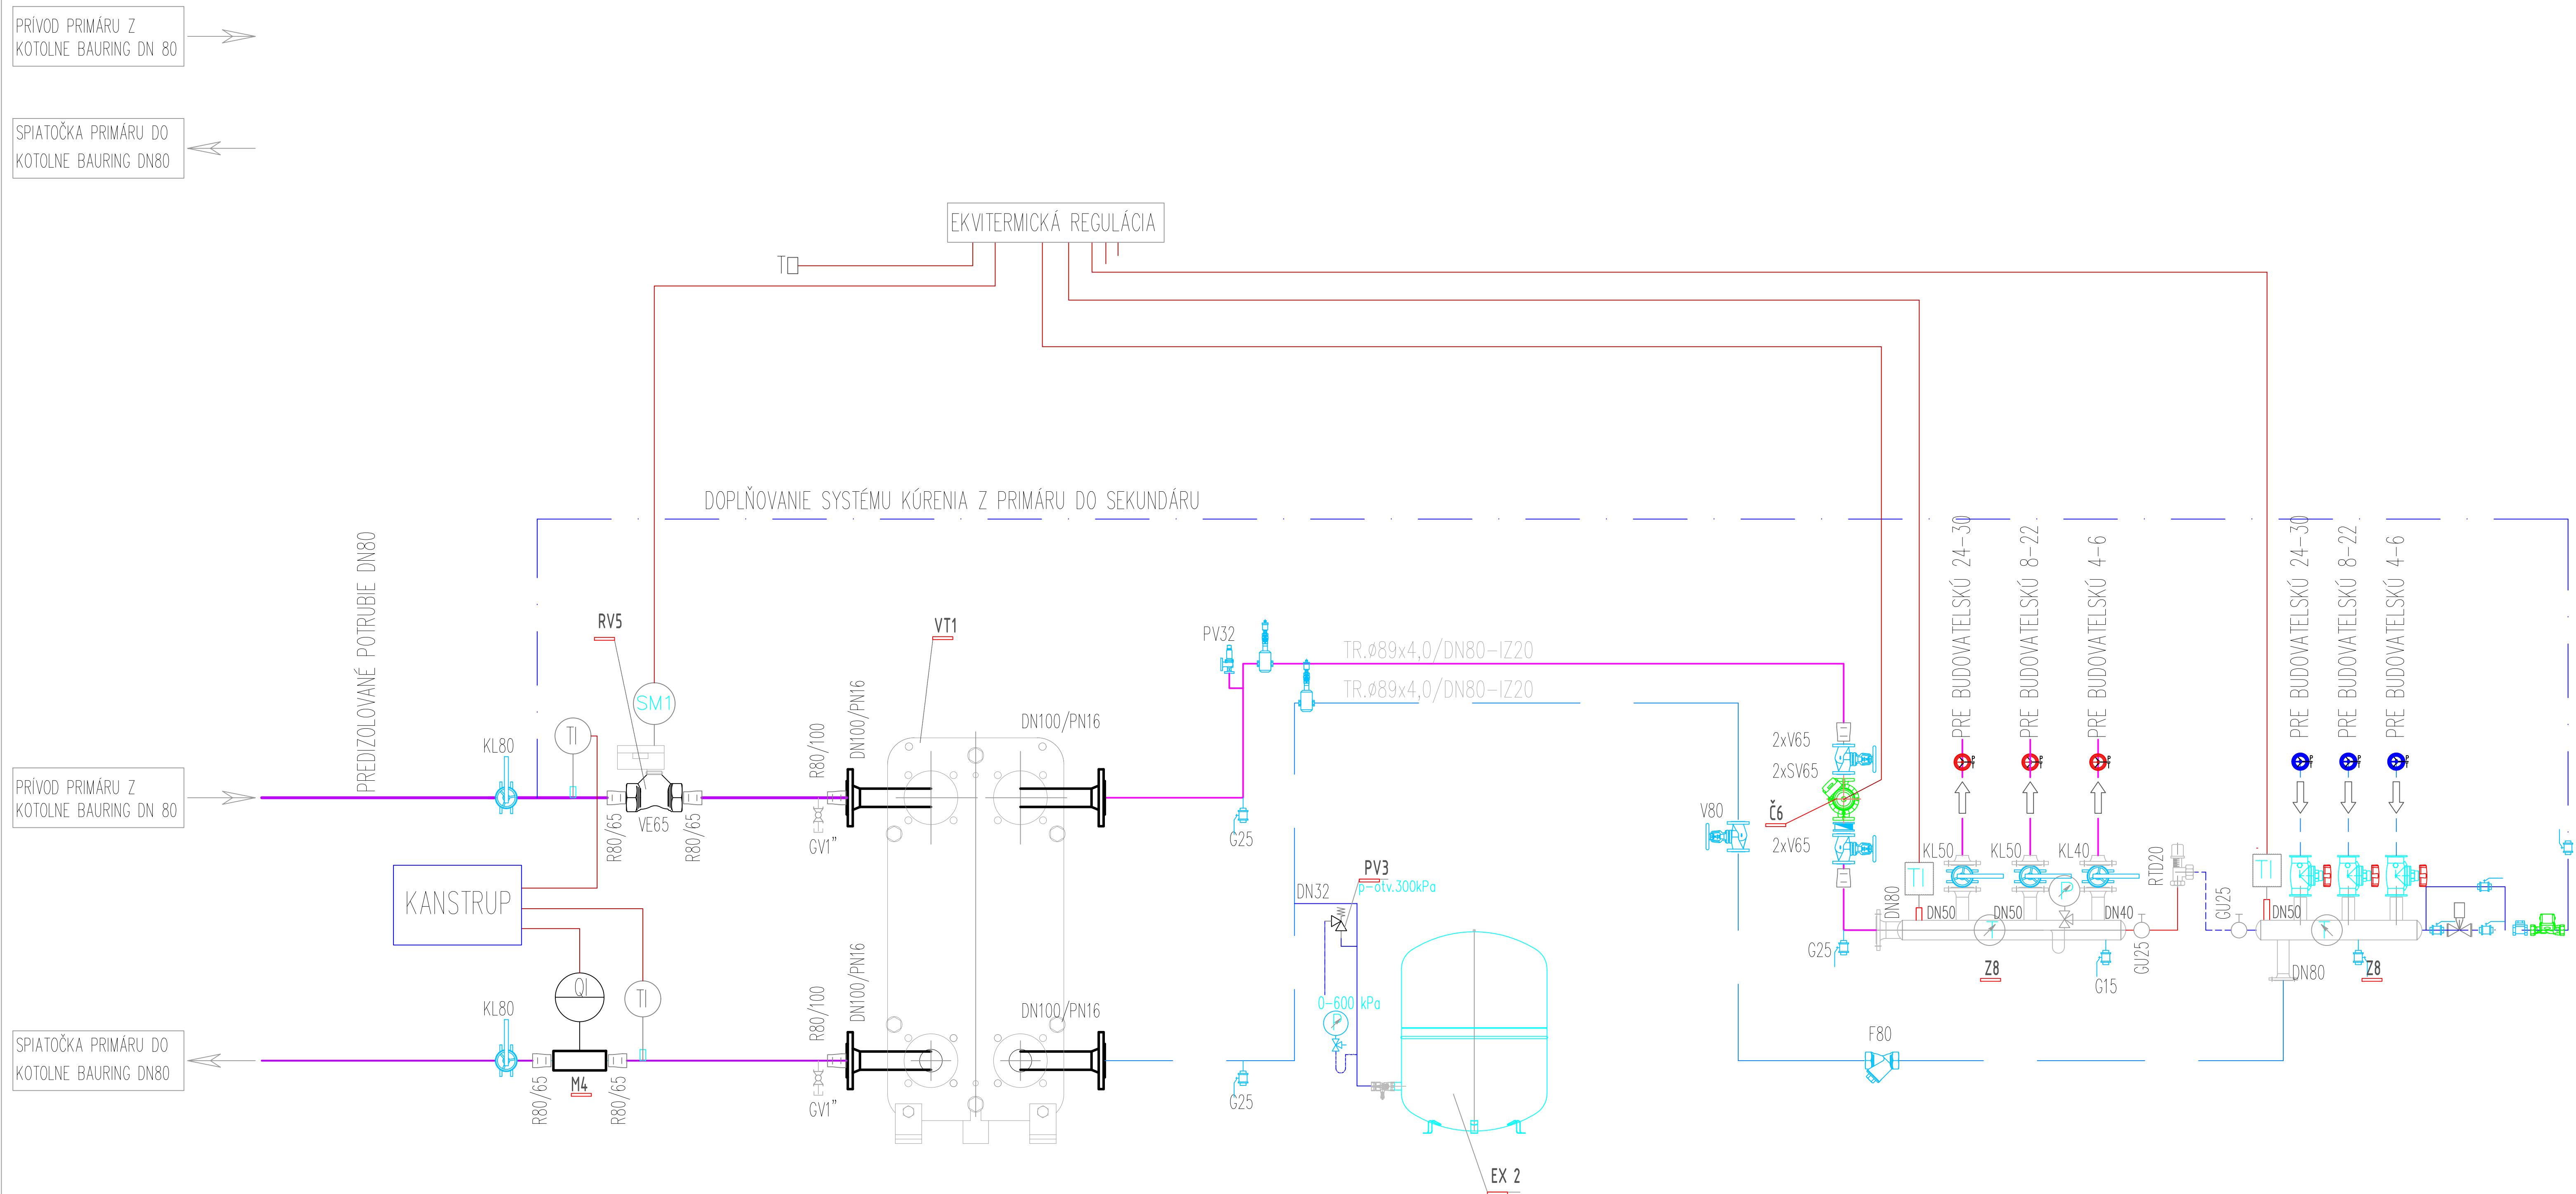 PRÍVOD PRIMÁRU Z
KOTOLNE BAURING DN 80
SPIATOČKA PRIMÁRU DO
KOTOLNE BAURING DN80
EKVITERMICKÁ REGULÁCIA
T
DOPLŇOVANIE SYSTÉMU KÚRENIA Z PRIMÁRU DO SEKUNDÁRU
PREDIZOLOVANÉ POTRUBIE DN80
PRÍVOD PRIMÁRU Z
KOTOLNE BAURING DN 80
KL80
TI
RV5
SM1
R80/65
VE65
R80/65
R80/100
GV1"
DN100/PN16
VT1
DN100/PN16
KANSTRUP
QI
TI
SPIATOČKA PRIMÁRU DO
KOTOLNE BAURING DN80
KL80
R80/65
M4
R80/65
R80/100
GV1"
DN100/PN16
DN100/PN16
PV32
G25
G25
TR.ø89x4,0/DN80-IZ20
TR.ø89x4,0/DN80-IZ20
DN32
PV3
p-otv.300kPa
0-600 kPa
P
EX 2
V80
2xV65
2xSV65
Č6
2xV65
G25
F80
PRE BUDOVATELSKÚ 24-30
PRE BUDOVATELSKÚ 8-22
PRE BUDOVATELSKÚ 4-6
PRE BUDOVATELSKÚ 24-30
PRE BUDOVATELSKÚ 8-22
PRE BUDOVATELSKÚ 4-6
P
T
P
T
P
T
P
T
P
T
P
T
TI
KL50
KL50
KL40
P
DN80
DN50
DN50
DN40
T
Z8
G15
GU25
RTD20
GU25
TI
DN50
T
DN80
Z8